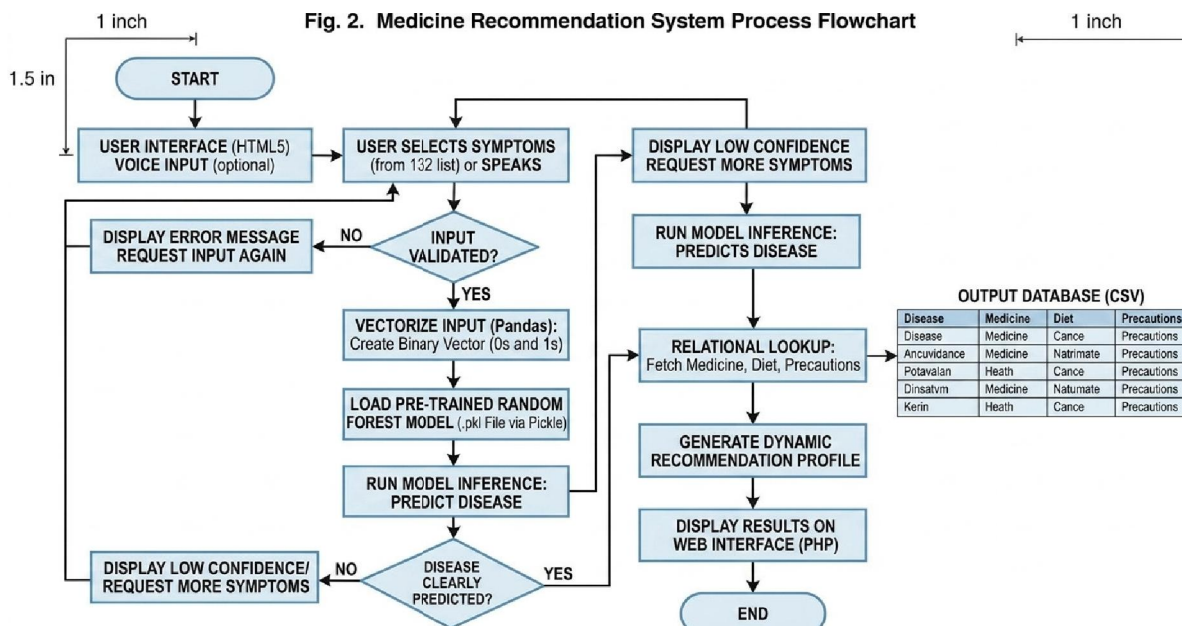 1 inch
Fig. 2. Medicine Recommendation System Process Flowchart
1 inch
1.5 in
START
USER INTERFACE (HTML5)
VOICE INPUT (optional)
USER SELECTS SYMPTOMS
(from 132 list) or SPEAKS
DISPLAY LOW CONFIDENCE
REQUEST MORE SYMPTOMS
DISPLAY ERROR MESSAGE
REQUEST INPUT AGAIN
NO
INPUT
VALIDATED?
YES
RUN MODEL INFERENCE:
PREDICTS DISEASE
VECTORIZE INPUT (Pandas):
Create Binary Vector (0s and 1s)
RELATIONAL LOOKUP:
Fetch Medicine, Diet, Precautions
OUTPUT DATABASE (CSV)
Disease Medicine Diet Precautions
Disease Medicine Cance Precautions
Ancuvidance Medicine Natrimate Precautions
Potavalan Heath Cance Precautions
Dinsatvm Medicine Natumate Precautions
Kerin Heath Cance Precautions
LOAD PRE-TRAINED RANDOM
FOREST MODEL (.pkl File via Pickle)
GENERATE DYNAMIC
RECOMMENDATION PROFILE
RUN MODEL INFERENCE:
PREDICT DISEASE
DISPLAY RESULTS ON
WEB INTERFACE (PHP)
DISPLAY LOW CONFIDENCE/
REQUEST MORE SYMPTOMS
NO
DISEASE
CLEARLY
PREDICTED?
YES
END